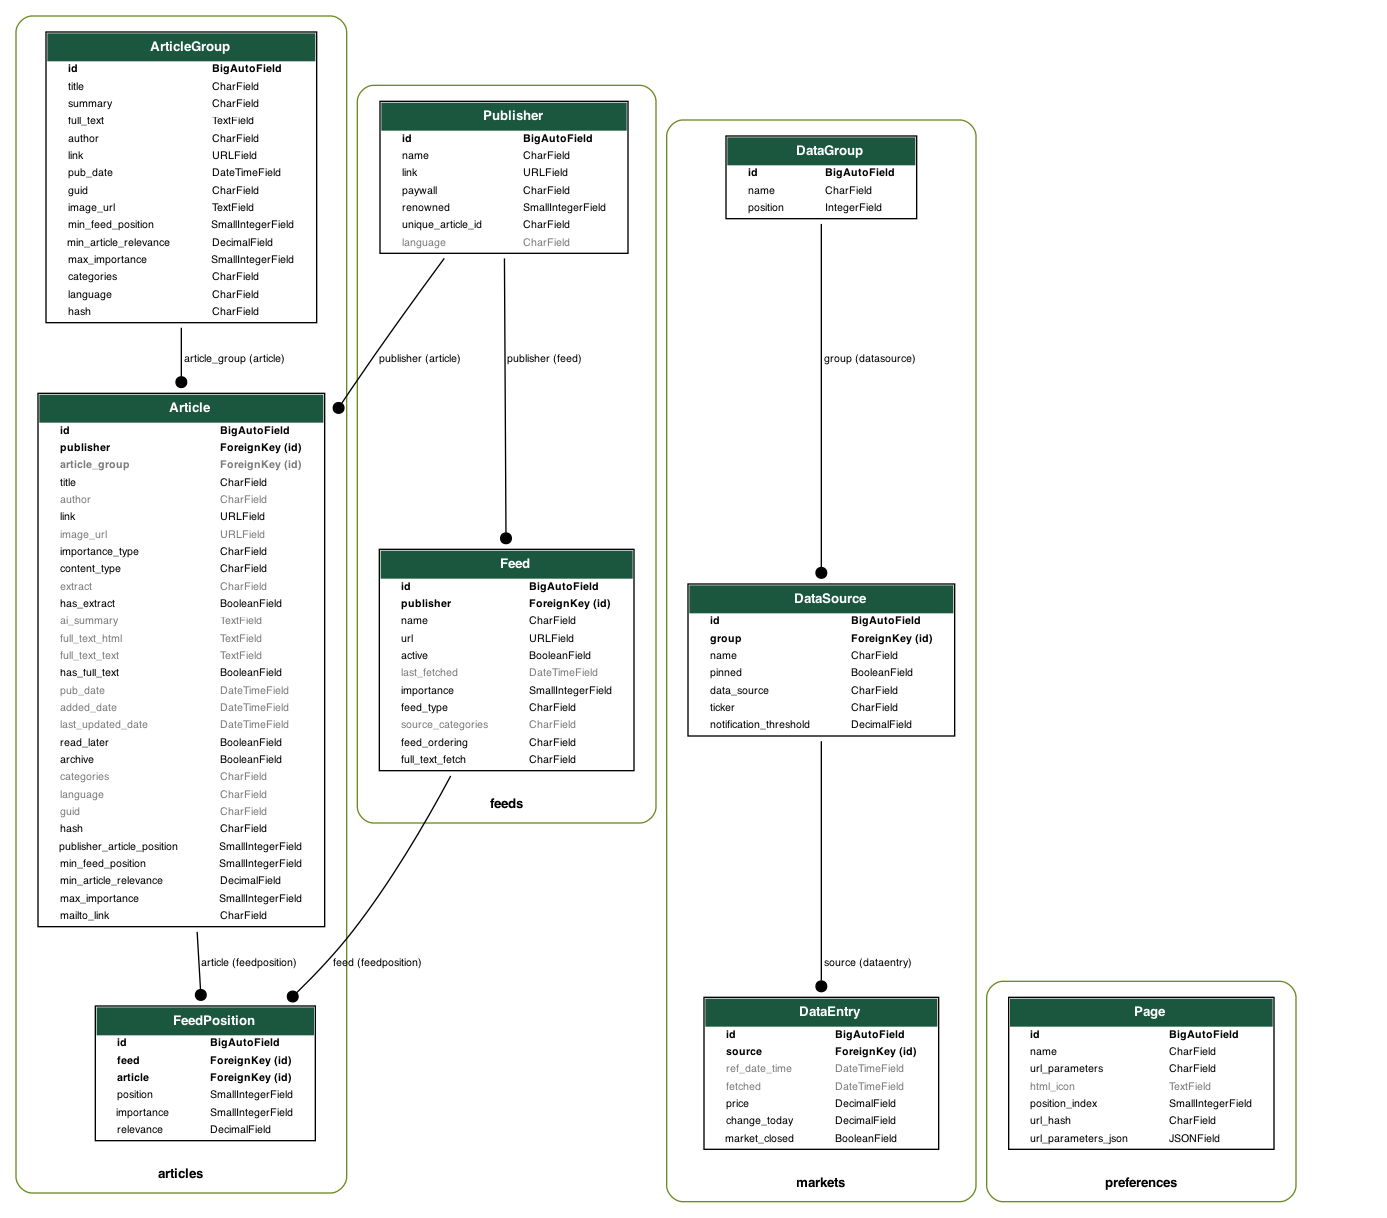 ArticleGroup
id BigAutoField
title CharField
summary CharField
full_text TextField
author CharField
link URLField
pub_date DateTimeField
guid CharField
image_url TextField
min_feed_position SmallIntegerField
min_article_relevance DecimalField
max_importance SmallIntegerField
categories CharField
language CharField
hash CharField
article_group (article)
Article
id BigAutoField
publisher ForeignKey (id)
article_group ForeignKey (id)
title CharField
author CharField
link URLField
image_url URLField
importance_type CharField
content_type CharField
extract CharField
has_extract BooleanField
ai_summary TextField
full_text_html TextField
full_text_text TextField
has_full_text BooleanField
pub_date DateTimeField
added_date DateTimeField
last_updated_date DateTimeField
read_later BooleanField
archive BooleanField
categories CharField
language CharField
guid CharField
hash CharField
publisher_article_position SmallIntegerField
min_feed_position SmallIntegerField
min_article_relevance DecimalField
max_importance SmallIntegerField
mailto_link CharField
article (feedposition)
feed (feedposition)
FeedPosition
id BigAutoField
feed ForeignKey (id)
article ForeignKey (id)
position SmallIntegerField
importance SmallIntegerField
relevance DecimalField
articles
Publisher
id BigAutoField
name CharField
link URLField
paywall CharField
renowned SmallIntegerField
unique_article_id CharField
language CharField
publisher (article)
publisher (feed)
Feed
id BigAutoField
publisher ForeignKey (id)
name CharField
url URLField
active BooleanField
last_fetched DateTimeField
importance SmallIntegerField
feed_type CharField
source_categories CharField
feed_ordering CharField
full_text_fetch CharField
feeds
DataGroup
id BigAutoField
name CharField
position IntegerField
group (datasource)
DataSource
id BigAutoField
group ForeignKey (id)
name CharField
pinned BooleanField
data_source CharField
ticker CharField
notification_threshold DecimalField
source (dataentry)
DataEntry
id BigAutoField
source ForeignKey (id)
ref_date_time DateTimeField
fetched DateTimeField
price DecimalField
change_today DecimalField
market_closed BooleanField
markets
Page
id BigAutoField
name CharField
url_parameters CharField
html_icon TextField
position_index SmallIntegerField
url_hash CharField
url_parameters_json JSONField
preferences